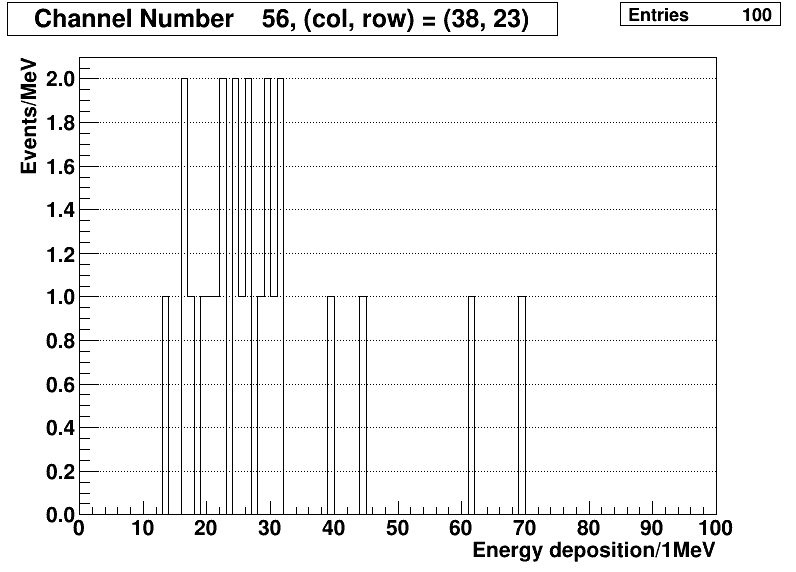 Channel Number 56, (col, row) = (38, 23)
Entries 100
Events/MeV
2.0
1.8
1.6
1.4
1.2
1.0
0.8
0.6
0.4
0.2
0.0
0 10 20 30 40 50 60 70 80 90 100
Energy deposition/1MeV